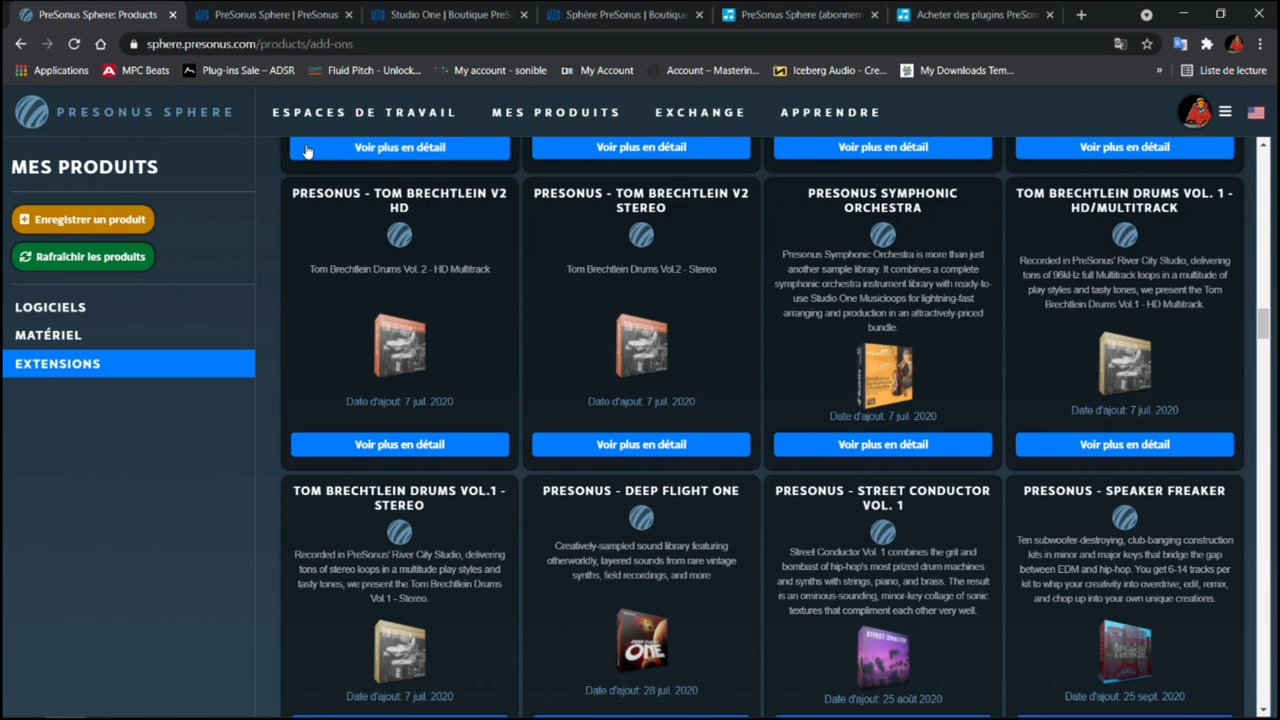 PreSonus Sphere: Products
PreSonus Sphere | PreSonus
Studio One | Boutique PreS
Sphère PreSonus | Boutique
PreSonus Sphere (abonnem
Acheter des plugins PreSon
sphere.presonus.com/products/add-ons
Applications
MPC Beats
Plug-ins Sale – ADSR
Fluid Pitch - Unlock...
My account - sonible
My Account
Account – Masterin...
Iceberg Audio - Cre...
My Downloads Tem...
»
Liste de lecture
PRESONUS SPHERE
ESPACES DE TRAVAIL
MES PRODUITS
EXCHANGE
APPRENDRE
MES PRODUITS
Enregistrer un produit
Rafraîchir les produits
LOGICIELS
MATÉRIEL
EXTENSIONS
Voir plus en détail
Voir plus en détail
Voir plus en détail
Voir plus en détail
PRESONUS - TOM BRECHTLEIN V2
HD
Tom Brechtlein Drums Vol. 2 - HD Multitrack
Date d'ajout: 7 juil. 2020
Voir plus en détail
PRESONUS - TOM BRECHTLEIN V2
STEREO
Tom Brechtlein Drums Vol.2 - Stereo
Date d'ajout: 7 juil. 2020
Voir plus en détail
PRESONUS SYMPHONIC
ORCHESTRA
Presonus Symphonic Orchestra is more than just
another sample library. It combines a complete
symphonic orchestra instrument library with ready-to-
use Studio One Musicloops for lightning-fast
arranging and production in an attractively-priced
bundle.
Date d'ajout: 7 juil. 2020
Voir plus en détail
TOM BRECHTLEIN DRUMS VOL. 1 -
HD/MULTITRACK
Recorded in PreSonus' River City Studio, delivering
tons of 96kHz full Multitrack loops in a multitude of
play styles and tasty tones, we present the Tom
Brechtlein Drums Vol.1 - HD Multitrack.
Date d'ajout: 7 juil. 2020
Voir plus en détail
TOM BRECHTLEIN DRUMS VOL.1 -
STEREO
Recorded in PreSonus' River City Studio, delivering
tons of stereo loops in a multitude play styles and
tasty tones, we present the Tom Brechtlein Drums
Vol.1 - Stereo.
Date d'ajout: 7 juil. 2020
PRESONUS - DEEP FLIGHT ONE
Creatively-sampled sound library featuring
otherworldly, layered sounds from rare vintage
synths, field recordings, and more
DEEP FLIGHT
ONE
Date d'ajout: 28 juil. 2020
PRESONUS - STREET CONDUCTOR
VOL. 1
Street Conductor Vol. 1 combines the grit and
bombast of hip-hop's most prized drum machines
and synths with strings, piano, and brass. The result
is an ominous-sounding, minor-key collage of sonic
textures that compliment each other very well.
STREET CONDUCTOR
Date d'ajout: 25 août 2020
PRESONUS - SPEAKER FREAKER
Ten subwoofer-destroying, club-banging construction
kits in minor and major keys that bridge the gap
between EDM and hip-hop. You get 6-14 tracks per
kit to whip your creativity into overdrive; edit, remix,
and chop up into your own unique creations.
SPEAKER
Date d'ajout: 25 sept. 2020